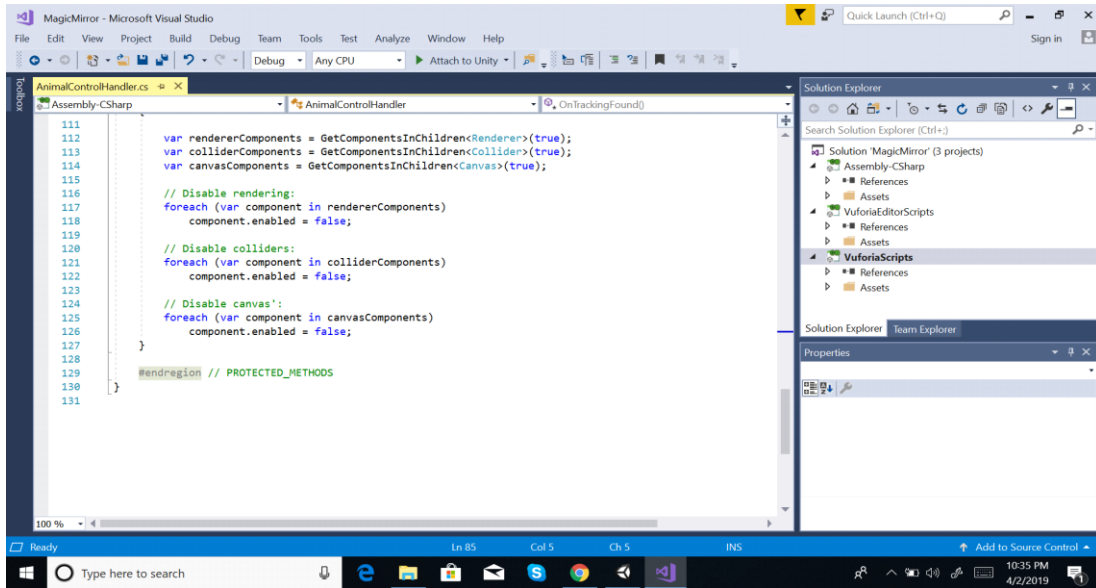 MagicMirror - Microsoft Visual Studio
Quick Launch (Ctrl+Q)
File Edit View Project Build Debug Team Tools Test Analyze Window Help
Sign in
Debug Any CPU Attach to Unity
Toolbox
AnimalControlHandler.cs
Assembly-CSharp AnimalControlHandler OnTrackingFound()
111 {
112 var rendererComponents = GetComponentsInChildren<Renderer>(true);
113 var colliderComponents = GetComponentsInChildren<Collider>(true);
114 var canvasComponents = GetComponentsInChildren<Canvas>(true);
115
116 // Disable rendering:
117 foreach (var component in rendererComponents)
118 component.enabled = false;
119
120 // Disable colliders:
121 foreach (var component in colliderComponents)
122 component.enabled = false;
123
124 // Disable canvas':
125 foreach (var component in canvasComponents)
126 component.enabled = false;
127 }
128
129 #endregion // PROTECTED_METHODS
130 }
131
100 %
Solution Explorer
Search Solution Explorer (Ctrl+;)
Solution 'MagicMirror' (3 projects)
Assembly-CSharp
References
Assets
VuforiaEditorScripts
References
Assets
VuforiaScripts
References
Assets
Solution Explorer Team Explorer
Properties
Ready Ln 85 Col 5 Ch 5 INS Add to Source Control
Type here to search
10:35 PM
4/2/2019